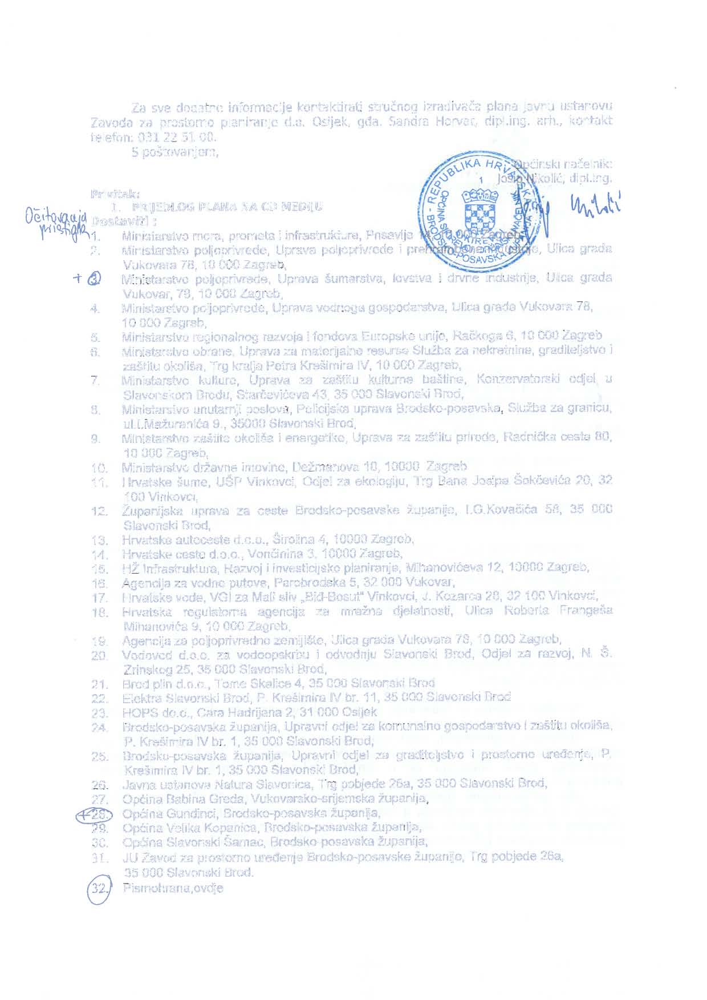 Za sve dodatne informacije kontaktirati stručnog izrađivača plana javnu ustanovu
Zavoda za prostorno planiranje d.d. Osijek, gđa. Sandra Horvat, dipl.ing. arh., kontakt
telefon: 031 22 51 00.
S poštovanjem,
Općinski načelnik:
Josip Nikolić, dipl.ing.
REPUBLIKA HRVATSKA
BRODSKO-POSAVSKA ŽUPANIJA
1
Privitak:
1. PRIJEDLOG PLANA NA CD MEDIJU
Očitovanja
pristigla
Dostaviti :
1. Ministarstvo mora, prometa i infrastrukture, Prisavlje 14, 10 000 Zagreb
2. Ministarstvo poljoprivrede, Uprava poljoprivrede i prehrambene industrije, Ulica grada
Vukovara 78, 10 000 Zagreb,
+ 3. Ministarstvo poljoprivrede, Uprava šumarstva, lovstva i drvne industrije, Ulica grada
Vukovar, 78, 10 000 Zagreb,
4. Ministarstvo poljoprivrede, Uprava vodnoga gospodarstva, Ulica grada Vukovara 78,
10 000 Zagreb,
5. Ministarstvo regionalnog razvoja i fondova Europske unije, Račkoga 6, 10 000 Zagreb
6. Ministarstvo obrane, Uprava za materijalne resurse Služba za nekretnine, graditeljstvo i
zaštitu okoliša, Trg kralja Petra Krešimira IV, 10 000 Zagreb,
7. Ministarstvo kulture, Uprava za zaštitu kulturne baštine, Konzervatorski odjel u
Slavonskom Brodu, Starčevićeva 43, 35 000 Slavonski Brod,
8. Ministarstvo unutarnji poslova, Policijska uprava Brodsko-posavska, Služba za granicu,
ul.I.Mažuranića 9., 35000 Slavonski Brod,
9. Ministarstvo zaštite okoliša i energetike, Uprava za zaštitu prirode, Radnička cesta 80,
10 000 Zagreb,
10. Ministarstvo državne imovine, Dežmanova 10, 10000 Zagreb
11. Hrvatske šume, UŠP Vinkovci, Odjel za ekologiju, Trg Bana Josipa Šokčevića 20, 32
100 Vinkovci,
12. Županijska uprava za ceste Brodsko-posavske županije, I.G.Kovačića 58, 35 000
Slavonski Brod,
13. Hrvatske autoceste d.o.o., Širolina 4, 10000 Zagreb,
14. Hrvatske ceste d.o.o., Vončinina 3, 10000 Zagreb,
15. HŽ Infrastruktura, Razvoj i investicijsko planiranje, Mihanovićeva 12, 10000 Zagreb,
16. Agencija za vodne putove, Parobrodska 5, 32 000 Vukovar,
17. Hrvatske vode, VGI za Mali sliv „Biđ-Bosut“ Vinkovci, J. Kozarca 28, 32 100 Vinkovci,
18. Hrvatska regulatorna agencija za mrežne djelatnosti, Ulica Roberta Frangeša
Mihanovića 9, 10 000 Zagreb,
19. Agencija za poljoprivredno zemljište, Ulica grada Vukovara 78, 10 000 Zagreb,
20. Vodovod d.o.o. za vodoopskrbu i odvodnju Slavonski Brod, Odjel za razvoj, N. Š.
Zrinskog 25, 35 000 Slavonski Brod,
21. Brod plin d.o.o., Tome Skalice 4, 35 000 Slavonski Brod
22. Elektra Slavonski Brod, P. Krešimira IV br. 11, 35 000 Slavonski Brod
23. HOPS do.o., Cara Hadrijana 2, 31 000 Osijek
24. Brodsko-posavska županija, Upravni odjel za komunalno gospodarstvo i zaštitu okoliša,
P. Krešimira IV br. 1, 35 000 Slavonski Brod,
25. Brodsko-posavska županija, Upravni odjel za graditeljstvo i prostorno uređenje, P.
Krešimira IV br. 1, 35 000 Slavonski Brod,
26. Javna ustanova Natura Slavonica, Trg pobjede 26a, 35 000 Slavonski Brod,
27. Općina Babina Greda, Vukovarsko-srijemska županija,
+ 28. Općina Gundinci, Brodsko-posavska županija,
29. Općina Velika Kopanica, Brodsko-posavska županija,
30. Općina Slavonski Šamac, Brodsko posavska županija,
31. JU Zavod za prostorno uređenje Brodsko-posavske županije, Trg pobjede 26a,
35 000 Slavonski Brod.
32. Pismohrana,ovdje